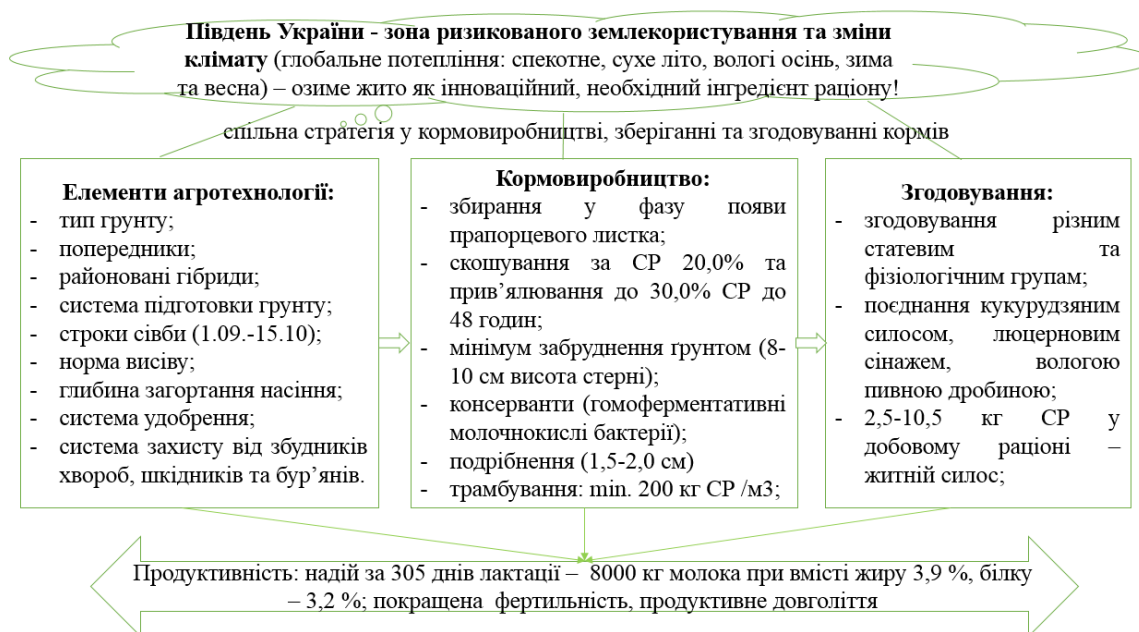 Південь України - зона ризикованого землекористування та зміни
клімату (глобальне потепління: спекотне, сухе літо, вологі осінь, зима
та весна) – озиме жито як інноваційний, необхідний інгредієнт раціону!
спільна стратегія у кормовиробництві, зберіганні та згодовуванні кормів
Елементи агротехнології:
- тип грунту;
- попередники;
- районовані гібриди;
- система підготовки грунту;
- строки сівби (1.09.-15.10);
- норма висіву;
- глибина загортання насіння;
- система удобрення;
- система захисту від збудників
хвороб, шкідників та бур’янів.
Кормовиробництво:
- збирання у фазу появи
прапорцевого листка;
- скошування за СР 20,0% та
прив’ялювання до 30,0% СР до
48 годин;
- мінімум забруднення ґрунтом (8-
10 см висота стерні);
- консерванти (гомоферментативні
молочнокислі бактерії);
- подрібнення (1,5-2,0 см)
- трамбування: min. 200 кг СР /м3;
Згодовування:
- згодовування різним
статевим та
фізіологічним групам;
- поєднання кукурудзяним
силосом, люцерновим
сінажем, вологою
пивною дробиною;
- 2,5-10,5 кг СР у
добовому раціоні –
житній силос;
Продуктивність: надій за 305 днів лактації – 8000 кг молока при вмісті жиру 3,9 %, білку
– 3,2 %; покращена фертильність, продуктивне довголіття